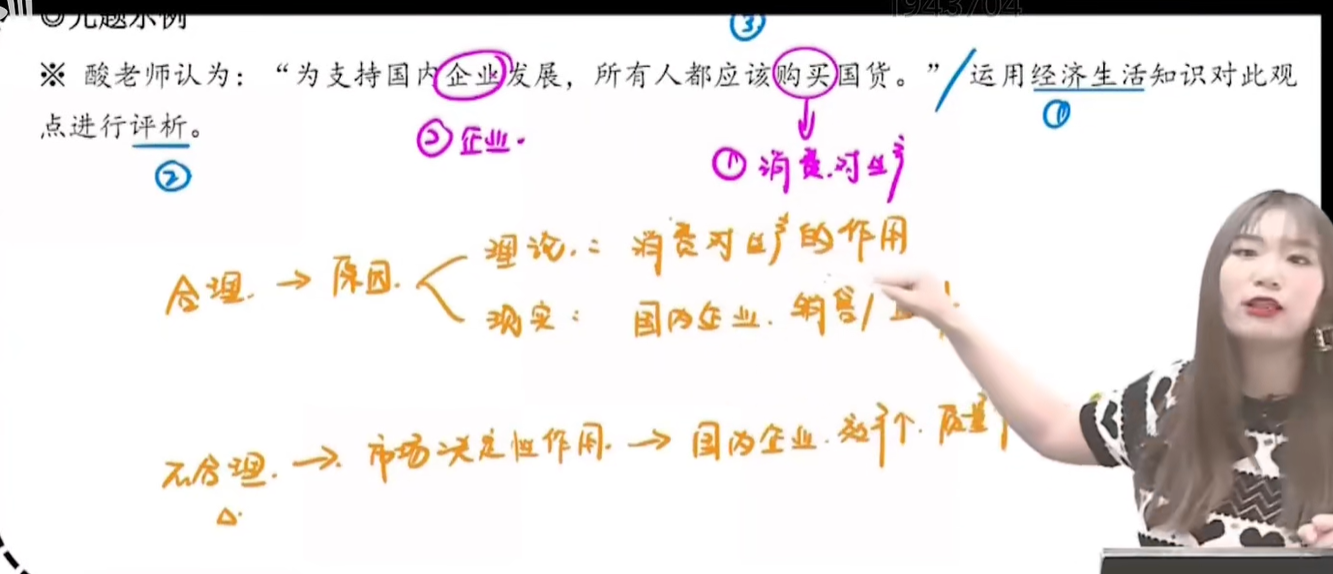 ◎元题示例
1943704
③
※ 酸老师认为：“为支持国内企业发展，所有人都应该购买国货。”/运用经济生活知识对此观
点进行评析。
①
②
②企业.
①消费.对生产
合理. → 原因.
理论.：消费对生产的作用
现实：国内企业.销售/
不合理. → 市场决定性作用. → 国内企业.效率个.质量
△